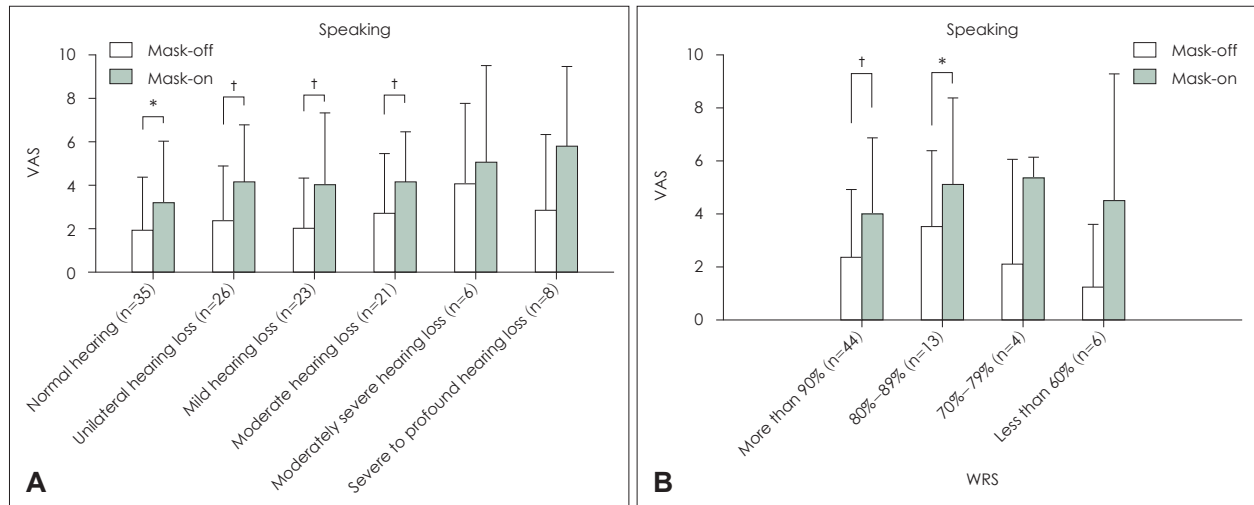 Speaking
Mask-off
Mask-on
10
8
6
4
2
0
VAS
*
†
†
†
Normal hearing (n=35)
Unilateral hearing loss (n=26)
Mild hearing loss (n=23)
Moderate hearing loss (n=21)
Moderately severe hearing loss (n=6)
Severe to profound hearing loss (n=8)
A
Speaking
Mask-off
Mask-on
10
8
6
4
2
0
VAS
†
*
More than 90% (n=44)
80%–89% (n=13)
70%–79% (n=4)
Less than 60% (n=6)
WRS
B